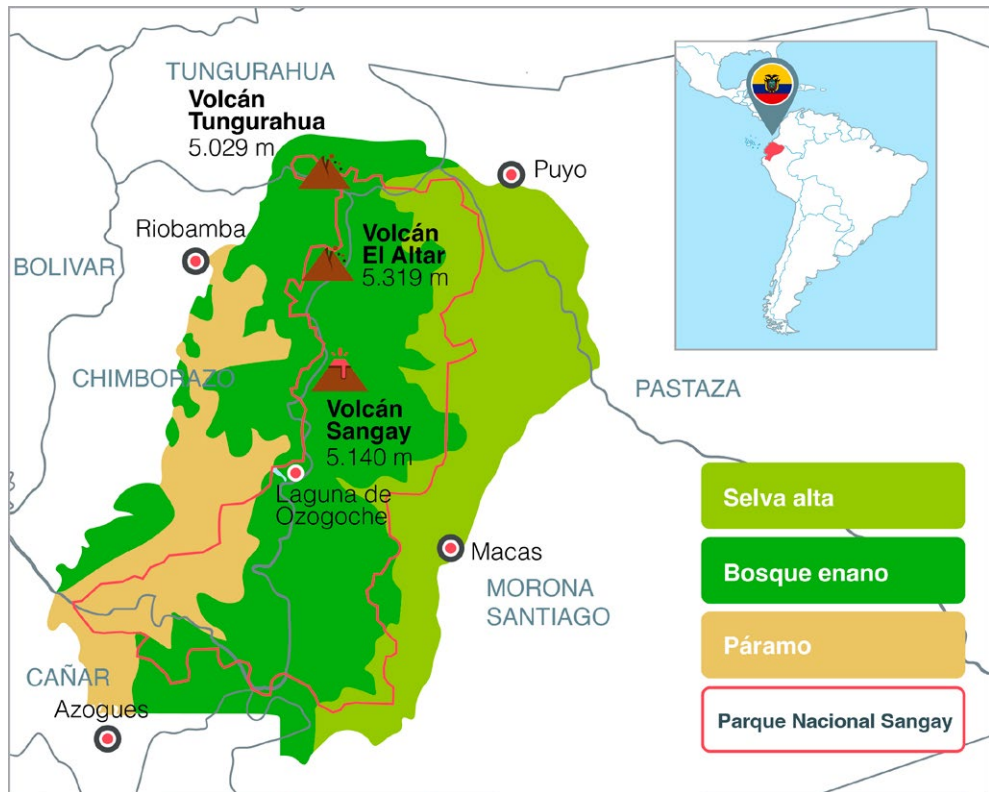 TUNGURAHUA
Volcán
Tungurahua
5.029 m
Puyo
Riobamba
Volcán
El Altar
5.319 m
BOLIVAR
CHIMBORAZO
PASTAZA
Volcán
Sangay
5.140 m
Laguna de
Ozogoche
Macas
MORONA
SANTIAGO
CAÑAR
Azogues
Selva alta
Bosque enano
Páramo
Parque Nacional Sangay